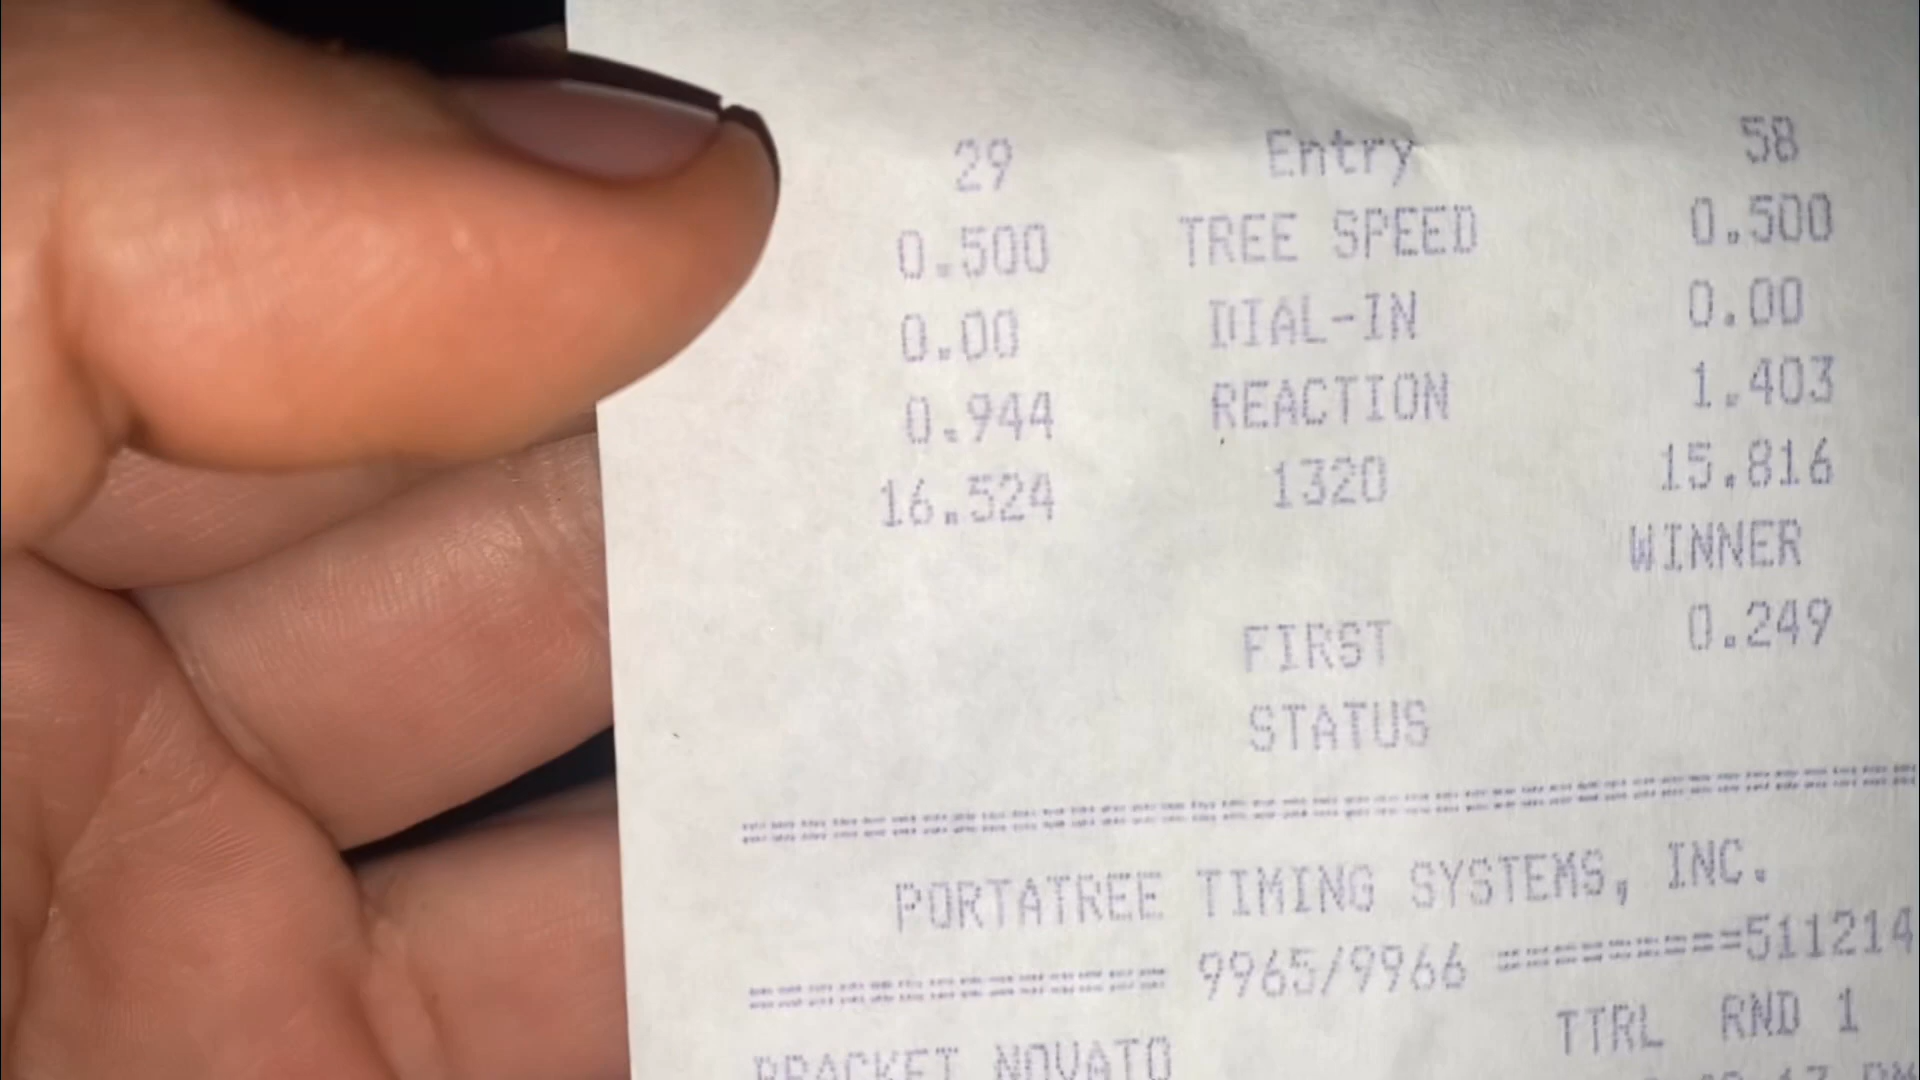 29 Entry 58
0.500 TREE SPEED 0.500
0.00 DIAL-IN 0.00
0.944 REACTION 1.403
16.524 1320 15.816
WINNER
FIRST 0.249
STATUS
PORTATREE TIMING SYSTEMS, INC.
======== 9965/9966 =========511214
BRACKET NOVATO TTRL RND 1